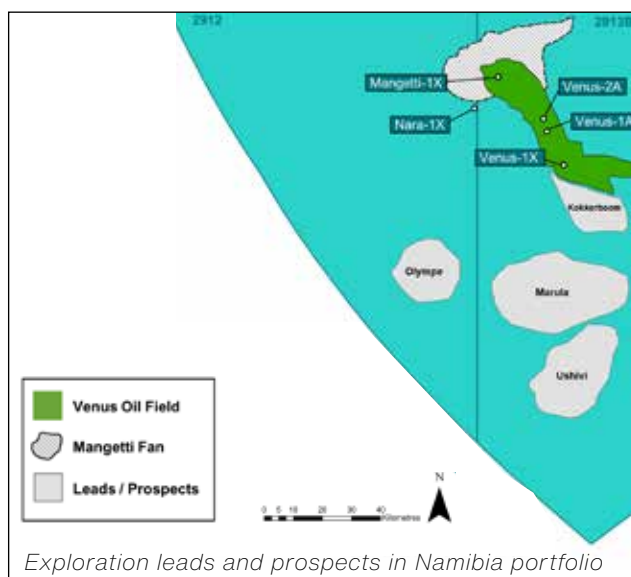 2912
2913B
Mangetti-1X
Venus-2A
Nara-1X
Venus-1A
Venus-1X
Kokkerboom
Olympe
Marula
Ushivi
Venus Oil Field
Mangetti Fan
Leads / Prospects
N
0 5 10 20 30 40
Kilometres
Exploration leads and prospects in Namibia portfolio